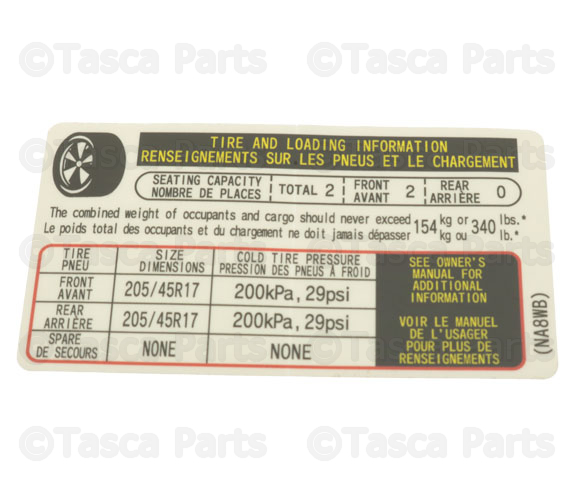 ©Tasca Parts ©Tasca Parts
TIRE AND LOADING INFORMATION
RENSEIGNEMENTS SUR LES PNEUS ET LE CHARGEMENT
SEATING CAPACITY
NOMBRE DE PLACES
TOTAL 2
FRONT
AVANT
2
REAR
ARRIÈRE
0
The combined weight of occupants and cargo should never exceed 154 kg or 340 lbs.*
Le poids total des occupants et du chargement ne doit jamais dépasser kg ou lb.*
TIRE
PNEU
SIZE
DIMENSIONS
COLD TIRE PRESSURE
PRESSION DES PNEUS À FROID
FRONT
AVANT
205/45R17
200kPa, 29psi
REAR
ARRIÈRE
205/45R17
200kPa, 29psi
SPARE
DE SECOURS
NONE
NONE
SEE OWNER'S
MANUAL FOR
ADDITIONAL
INFORMATION
VOIR LE MANUEL
DE L'USAGER
POUR PLUS DE
RENSEIGNEMENTS
(NA8WB)
©Tasca Parts ©Tasca Parts